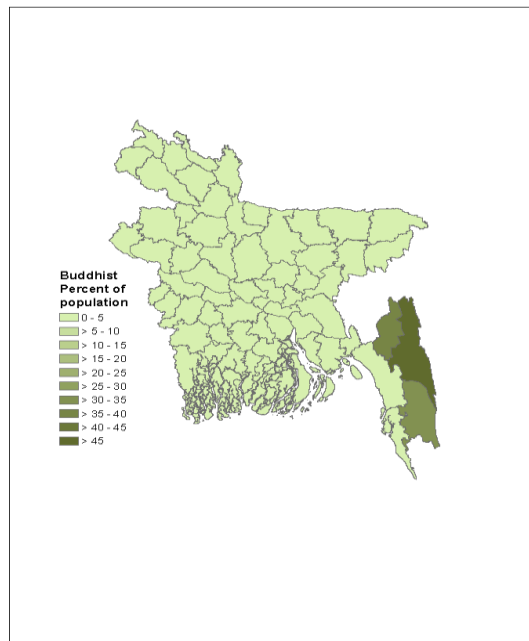 Buddhist
Percent of
population
0 - 5
> 5 - 10
> 10 - 15
> 15 - 20
> 20 - 25
> 25 - 30
> 30 - 35
> 35 - 40
> 40 - 45
> 45